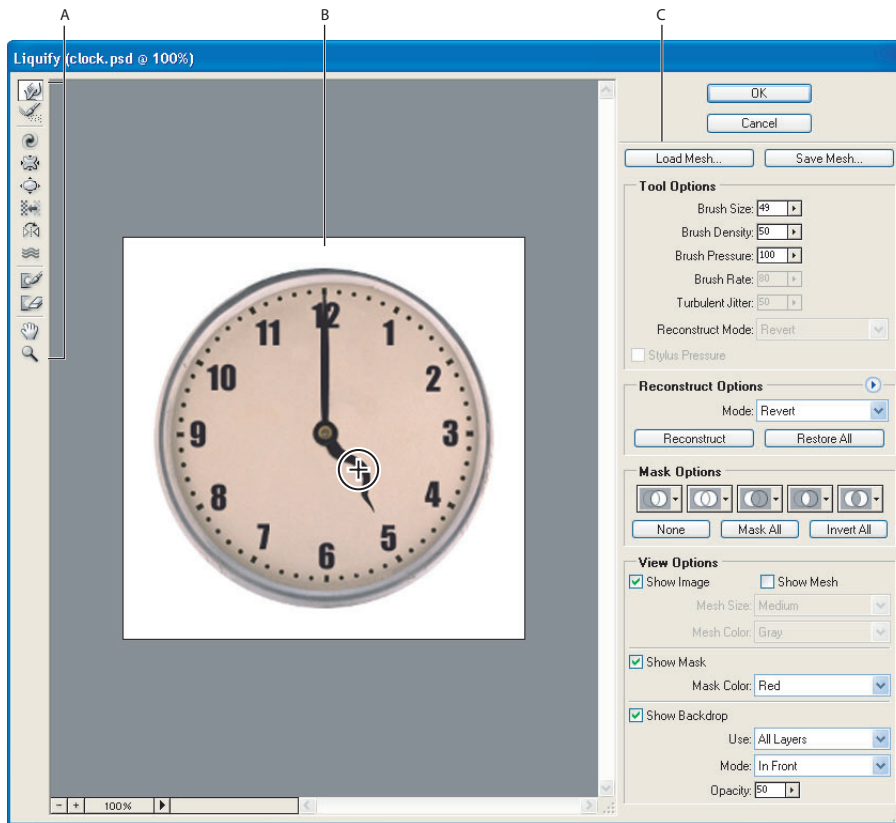 A B C
Liquify (clock.psd @ 100%)
OK
Cancel
Load Mesh... Save Mesh...
Tool Options
Brush Size: 49
Brush Density: 50
Brush Pressure: 100
Brush Rate: 80
Turbulent Jitter: 50
Reconstruct Mode: Revert
Stylus Pressure
Reconstruct Options
Mode: Revert
Reconstruct Restore All
Mask Options
None Mask All Invert All
View Options
Show Image Show Mesh
Mesh Size: Medium
Mesh Color: Gray
Show Mask
Mask Color: Red
Show Backdrop
Use: All Layers
Mode: In Front
Opacity: 50
12
11 1
10 2
9 3
8 4
7 5
6
- + 100%